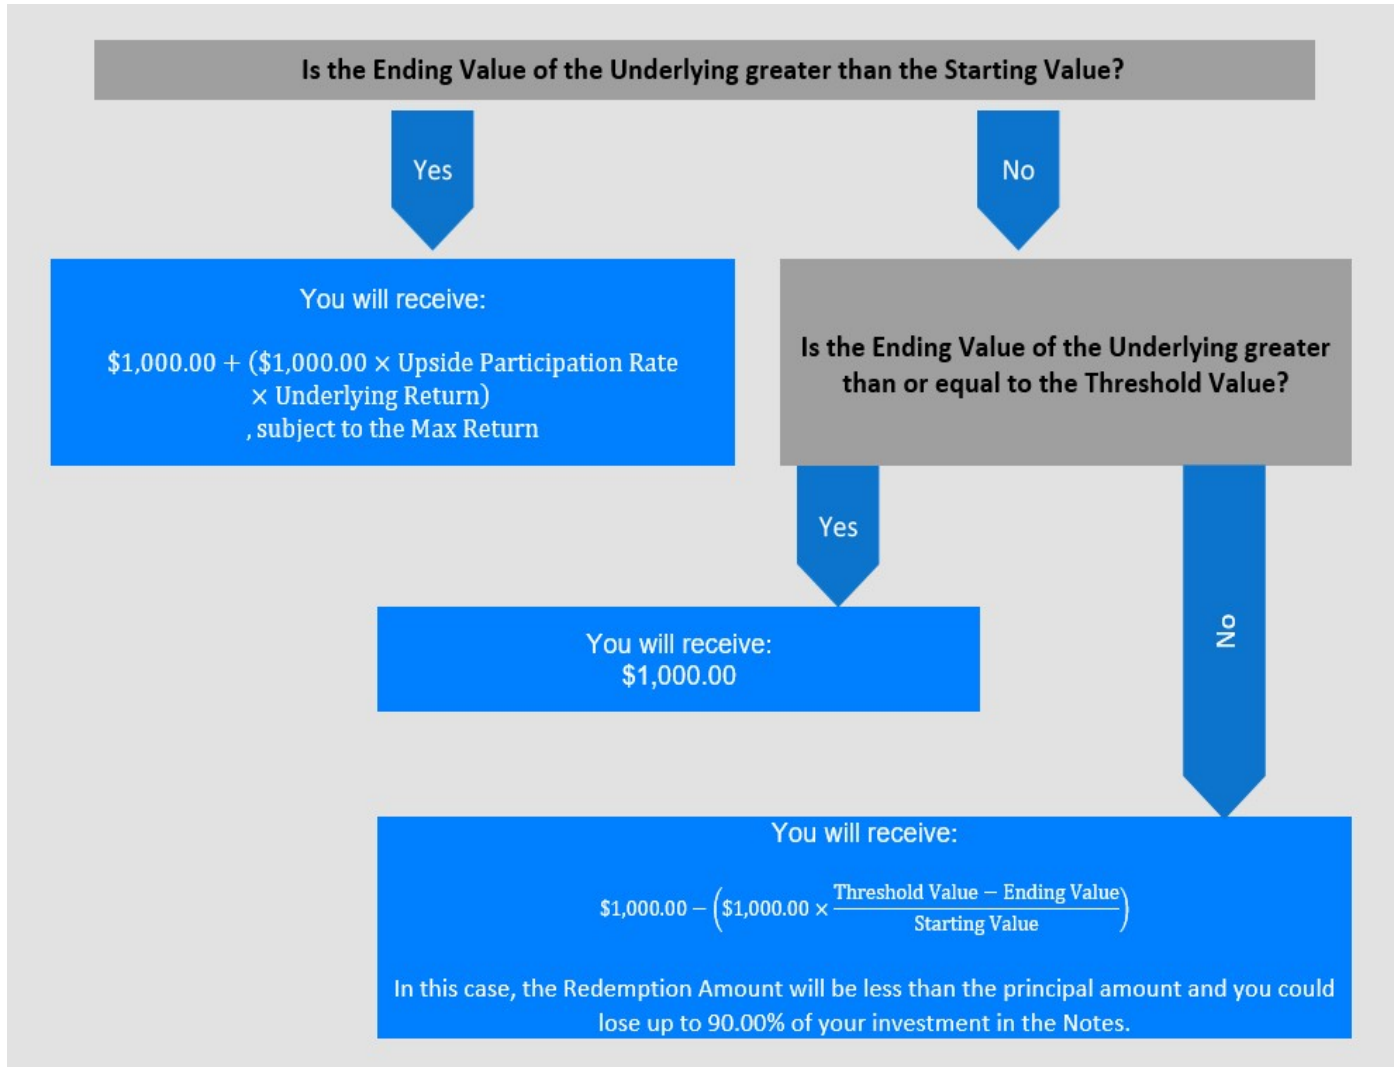 Is the Ending Value of the Underlying greater than the Starting Value?
Yes
No
You will receive:
$1,000.00 + ($1,000.00 × Upside Participation Rate
× Underlying Return)
, subject to the Max Return
Is the Ending Value of the Underlying greater
than or equal to the Threshold Value?
Yes
No
You will receive:
$1,000.00
You will receive:
$1,000.00 − ($1,000.00 × Threshold Value − Ending Value
Starting Value)
In this case, the Redemption Amount will be less than the principal amount and you could
lose up to 90.00% of your investment in the Notes.